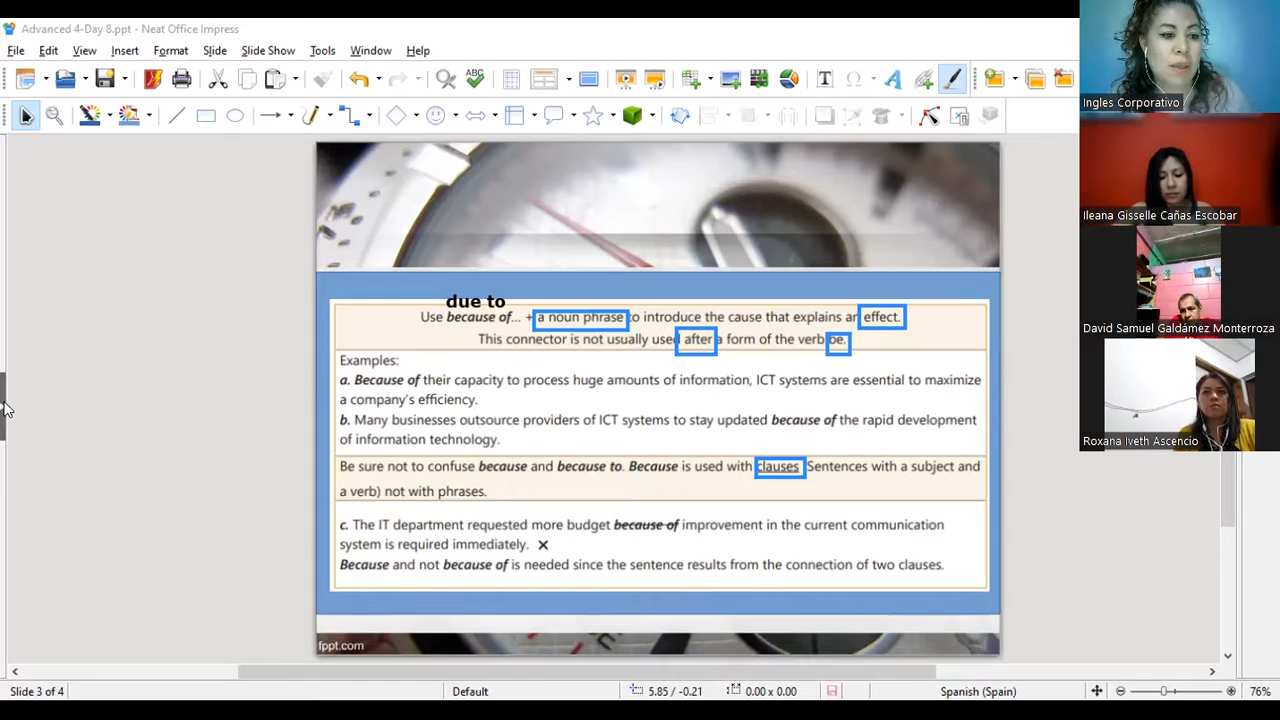 Advanced 4-Day 8.ppt - Neat Office Impress
File Edit View Insert Format Slide Slide Show Tools Window Help
Ingles Corporativo
Ileana Gisselle Cañas Escobar
David Samuel Galdámez Monterroza
Roxana Iveth Ascencio
due to
Use because of... + a noun phrase to introduce the cause that explains an effect.
This connector is not usually used after a form of the verb be.
Examples:
a. Because of their capacity to process huge amounts of information, ICT systems are essential to maximize
a company's efficiency.
b. Many businesses outsource providers of ICT systems to stay updated because of the rapid development
of information technology.
Be sure not to confuse because and because to. Because is used with clauses Sentences with a subject and
a verb) not with phrases.
c. The IT department requested more budget because of improvement in the current communication
system is required immediately. ✕
Because and not because of is needed since the sentence results from the connection of two clauses.
fppt.com
Slide 3 of 4 Default 5.85 / -0.21 0.00 x 0.00 Spanish (Spain) 76%